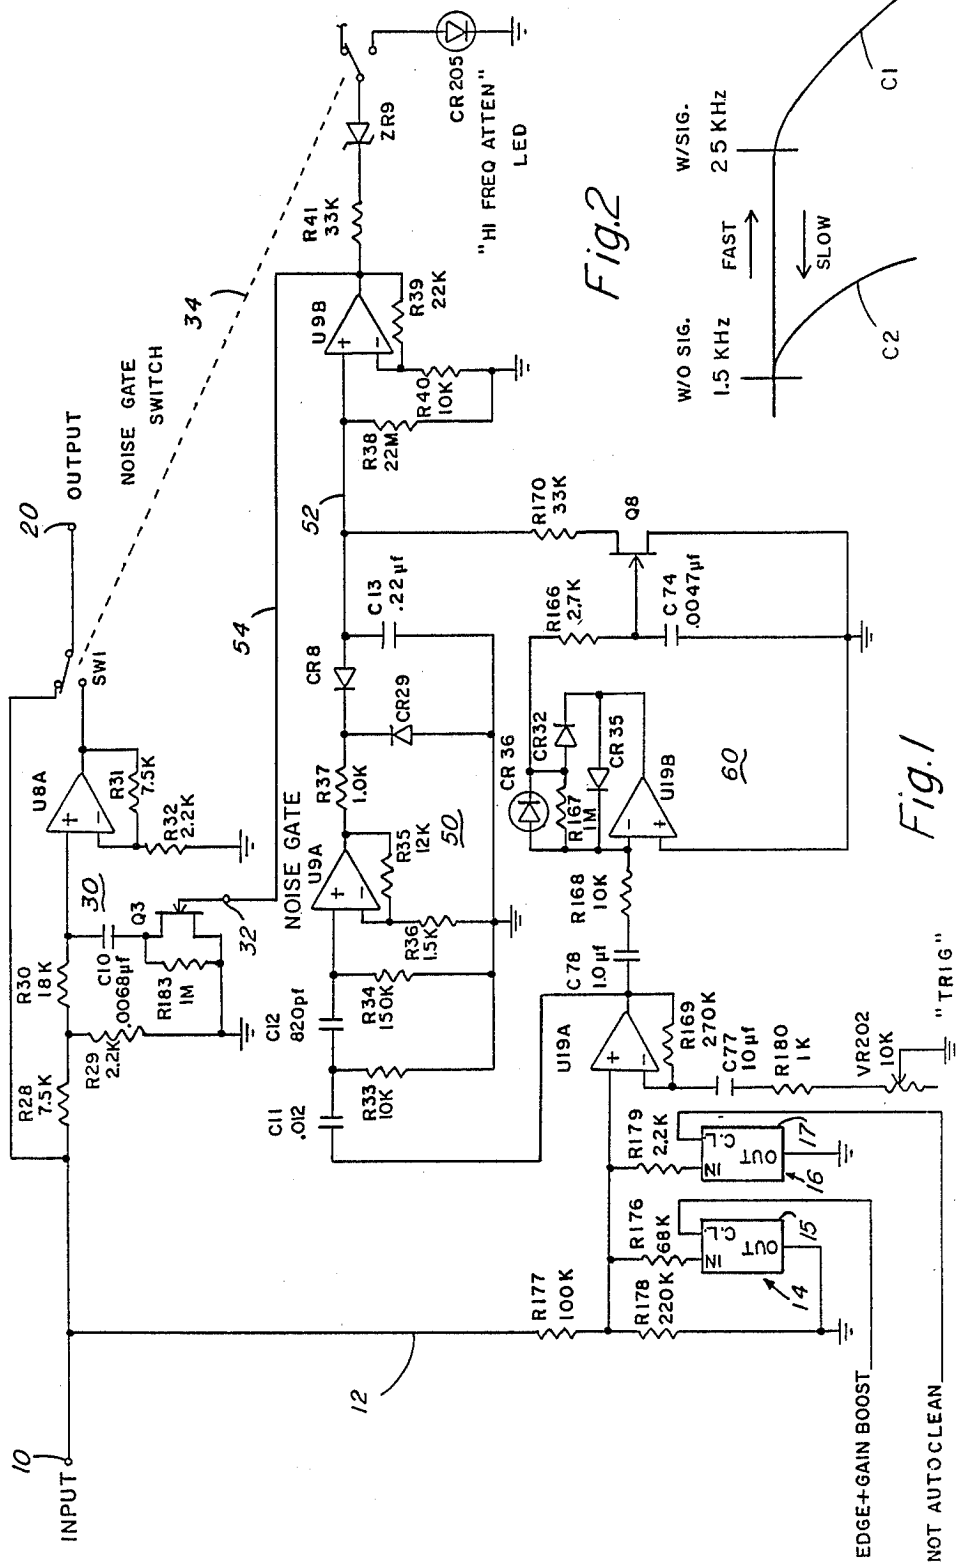 INPUT
10
12
R28
7.5K
R29
2.2K
R30
18K
C10
.0068µf
30
Q3
R183
1M
32
U8A
+
-
R31
7.5K
R32
2.2K
SW1
20
OUTPUT
NOISE GATE
SWITCH
34
54
C11
.012
R33
10K
C12
820pf
R34
150K
NOISE GATE
U9A
+
-
R35
12K
R36
1.5K
50
R37
1.0K
CR8
CR29
C13
.22µf
52
R38
22M
U9B
+
-
R39
22K
R40
10K
R41
33K
ZR9
CR205
"HI FREQ ATTEN"
LED
R177
100K
R178
220K
R176
68K
IN
C.L.
OUT
14
15
R179
2.2K
IN
C.L.
OUT
16
17
U19A
+
-
R169
270K
C77
10µf
R180
1K
VR202
10K
"TRIG"
C78
1.0µf
R168
10K
R167
1M
CR36
CR32
CR35
U19B
-
+
60
R166
2.7K
C74
.0047µf
R170
33K
Q8
EDGE+GAIN BOOST
NOT AUTOCLEAN
Fig.1
Fig.2
W/O SIG.
1.5 KHz
FAST
SLOW
W/SIG.
25 KHz
C2
C1